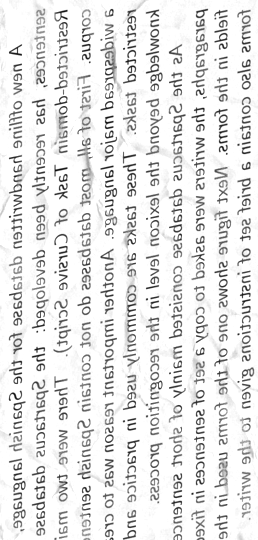 A new offline handwritten database for the Spanish language,
sentences, has recently been developed: the Spartacus database
Restricted-domain Task of Cursive Script). There were two mai
corpus. First of all, most databases do not contain Spanish senten
a widespread major language. Another important reason was to cre
restricted tasks. These tasks are commonly used in practice and
knowledge beyond the lexicon level in the recognition process.
As the Spartacus database consisted mainly of short sentence
paragraphs, the writers were asked to copy a set of sentences in fixe
fields in the forms. Next figure shows one of the forms used in the
forms also contain a brief set of instructions given to the writer.